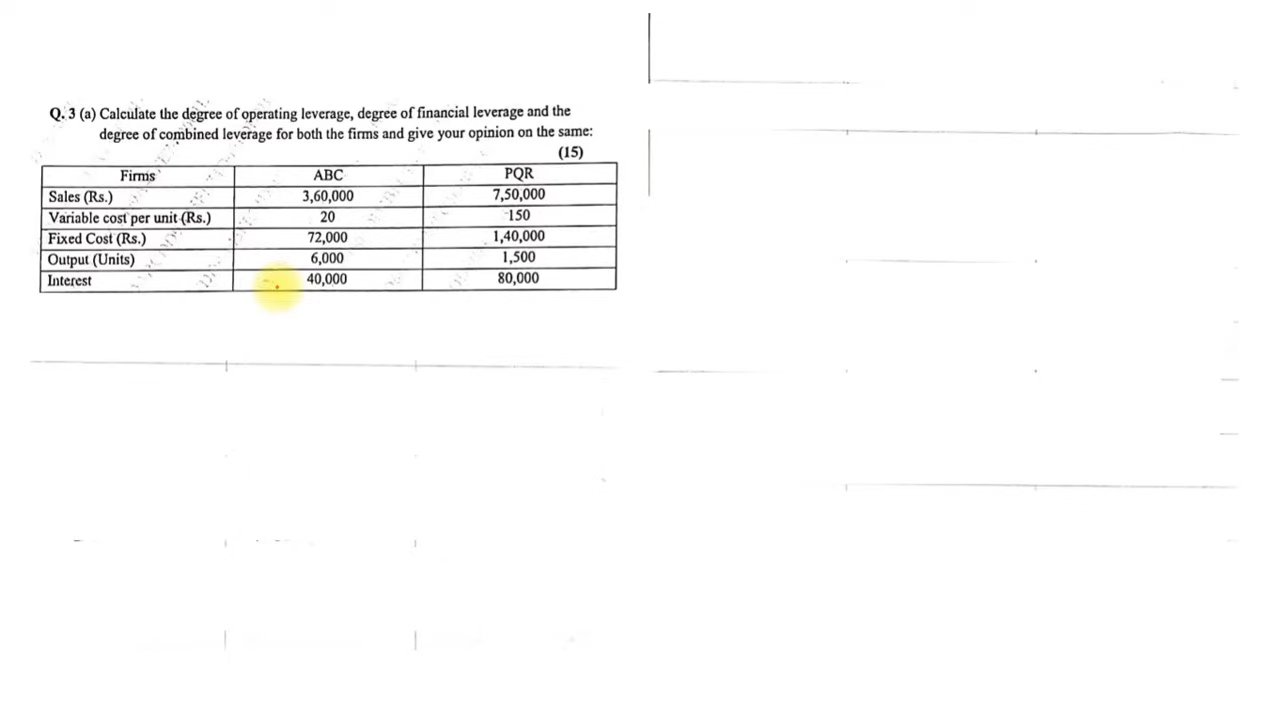 Q. 3 (a) Calculate the degree of operating leverage, degree of financial leverage and the
degree of combined leverage for both the firms and give your opinion on the same:
(15)
Firms ABC PQR
Sales (Rs.) 3,60,000 7,50,000
Variable cost per unit (Rs.) 20 150
Fixed Cost (Rs.) 72,000 1,40,000
Output (Units) 6,000 1,500
Interest 40,000 80,000